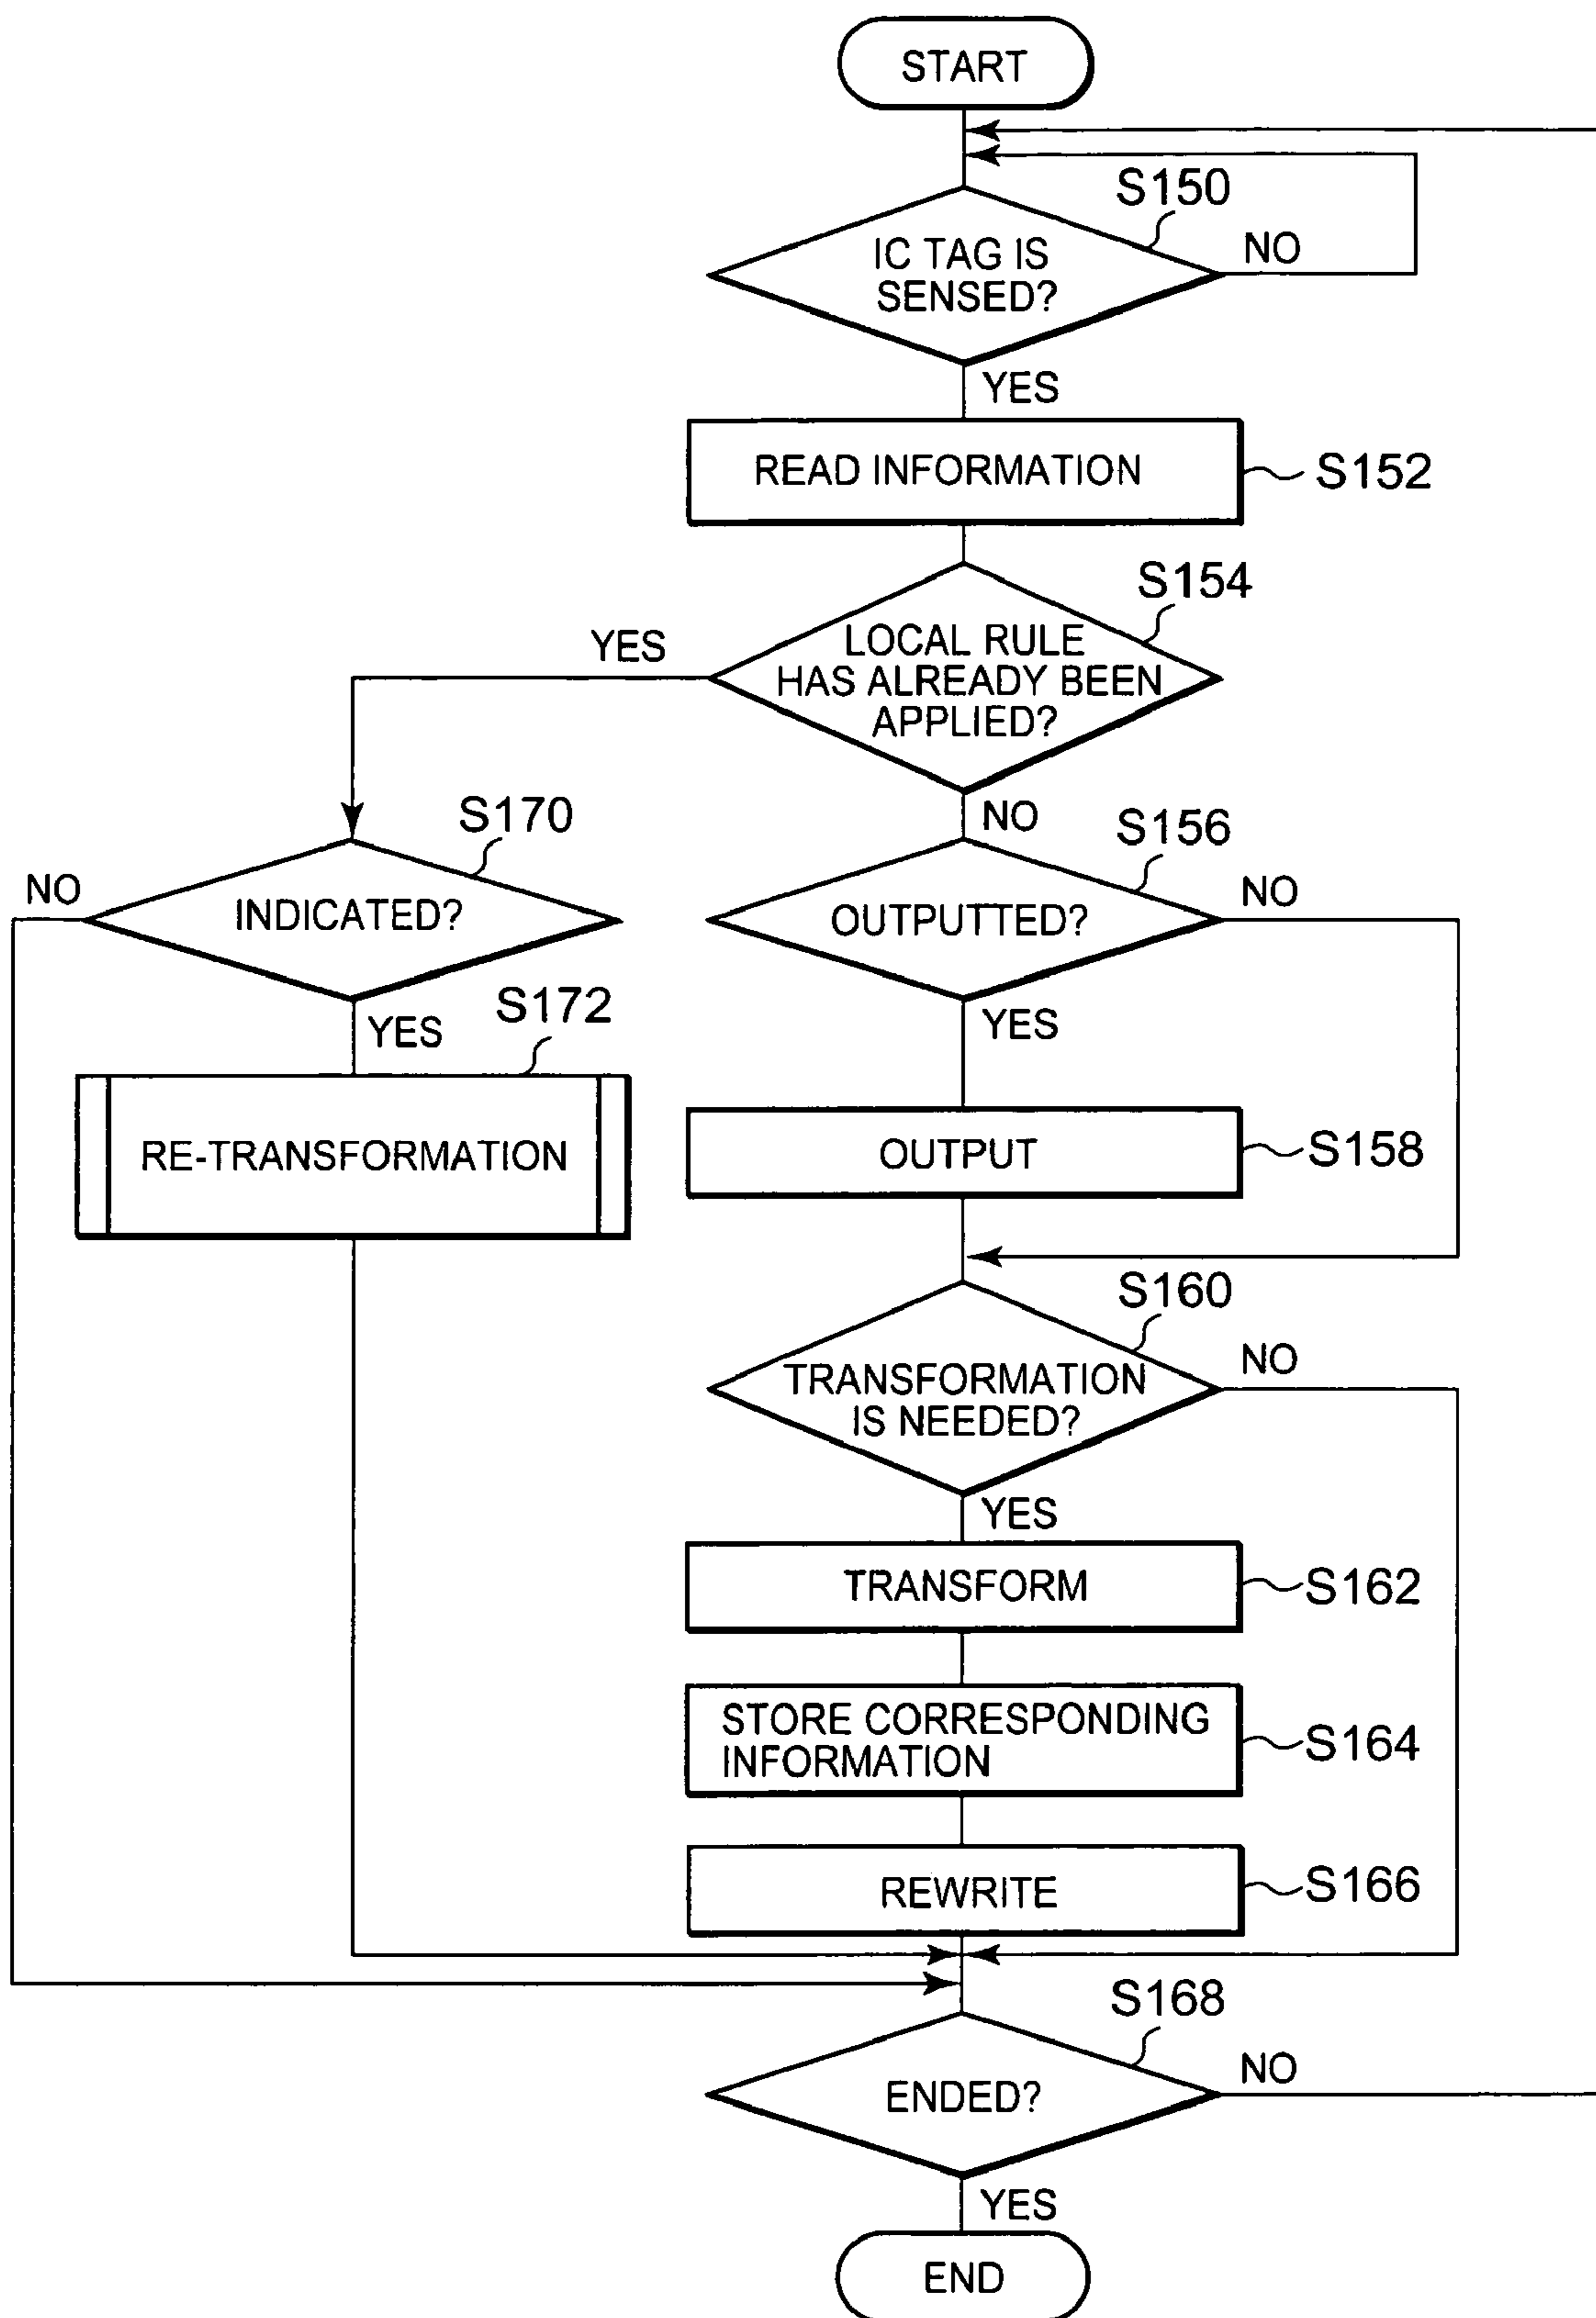 START
S150
IC TAG IS
SENSED?
NO
YES
READ INFORMATION
S152
S154
YES
LOCAL RULE
HAS ALREADY BEEN
APPLIED?
NO
S170
S156
NO
INDICATED?
OUTPUTTED?
NO
YES
S172
YES
RE-TRANSFORMATION
OUTPUT
S158
S160
TRANSFORMATION
IS NEEDED?
NO
YES
TRANSFORM
S162
STORE CORRESPONDING
INFORMATION
S164
REWRITE
S166
S168
ENDED?
NO
YES
END